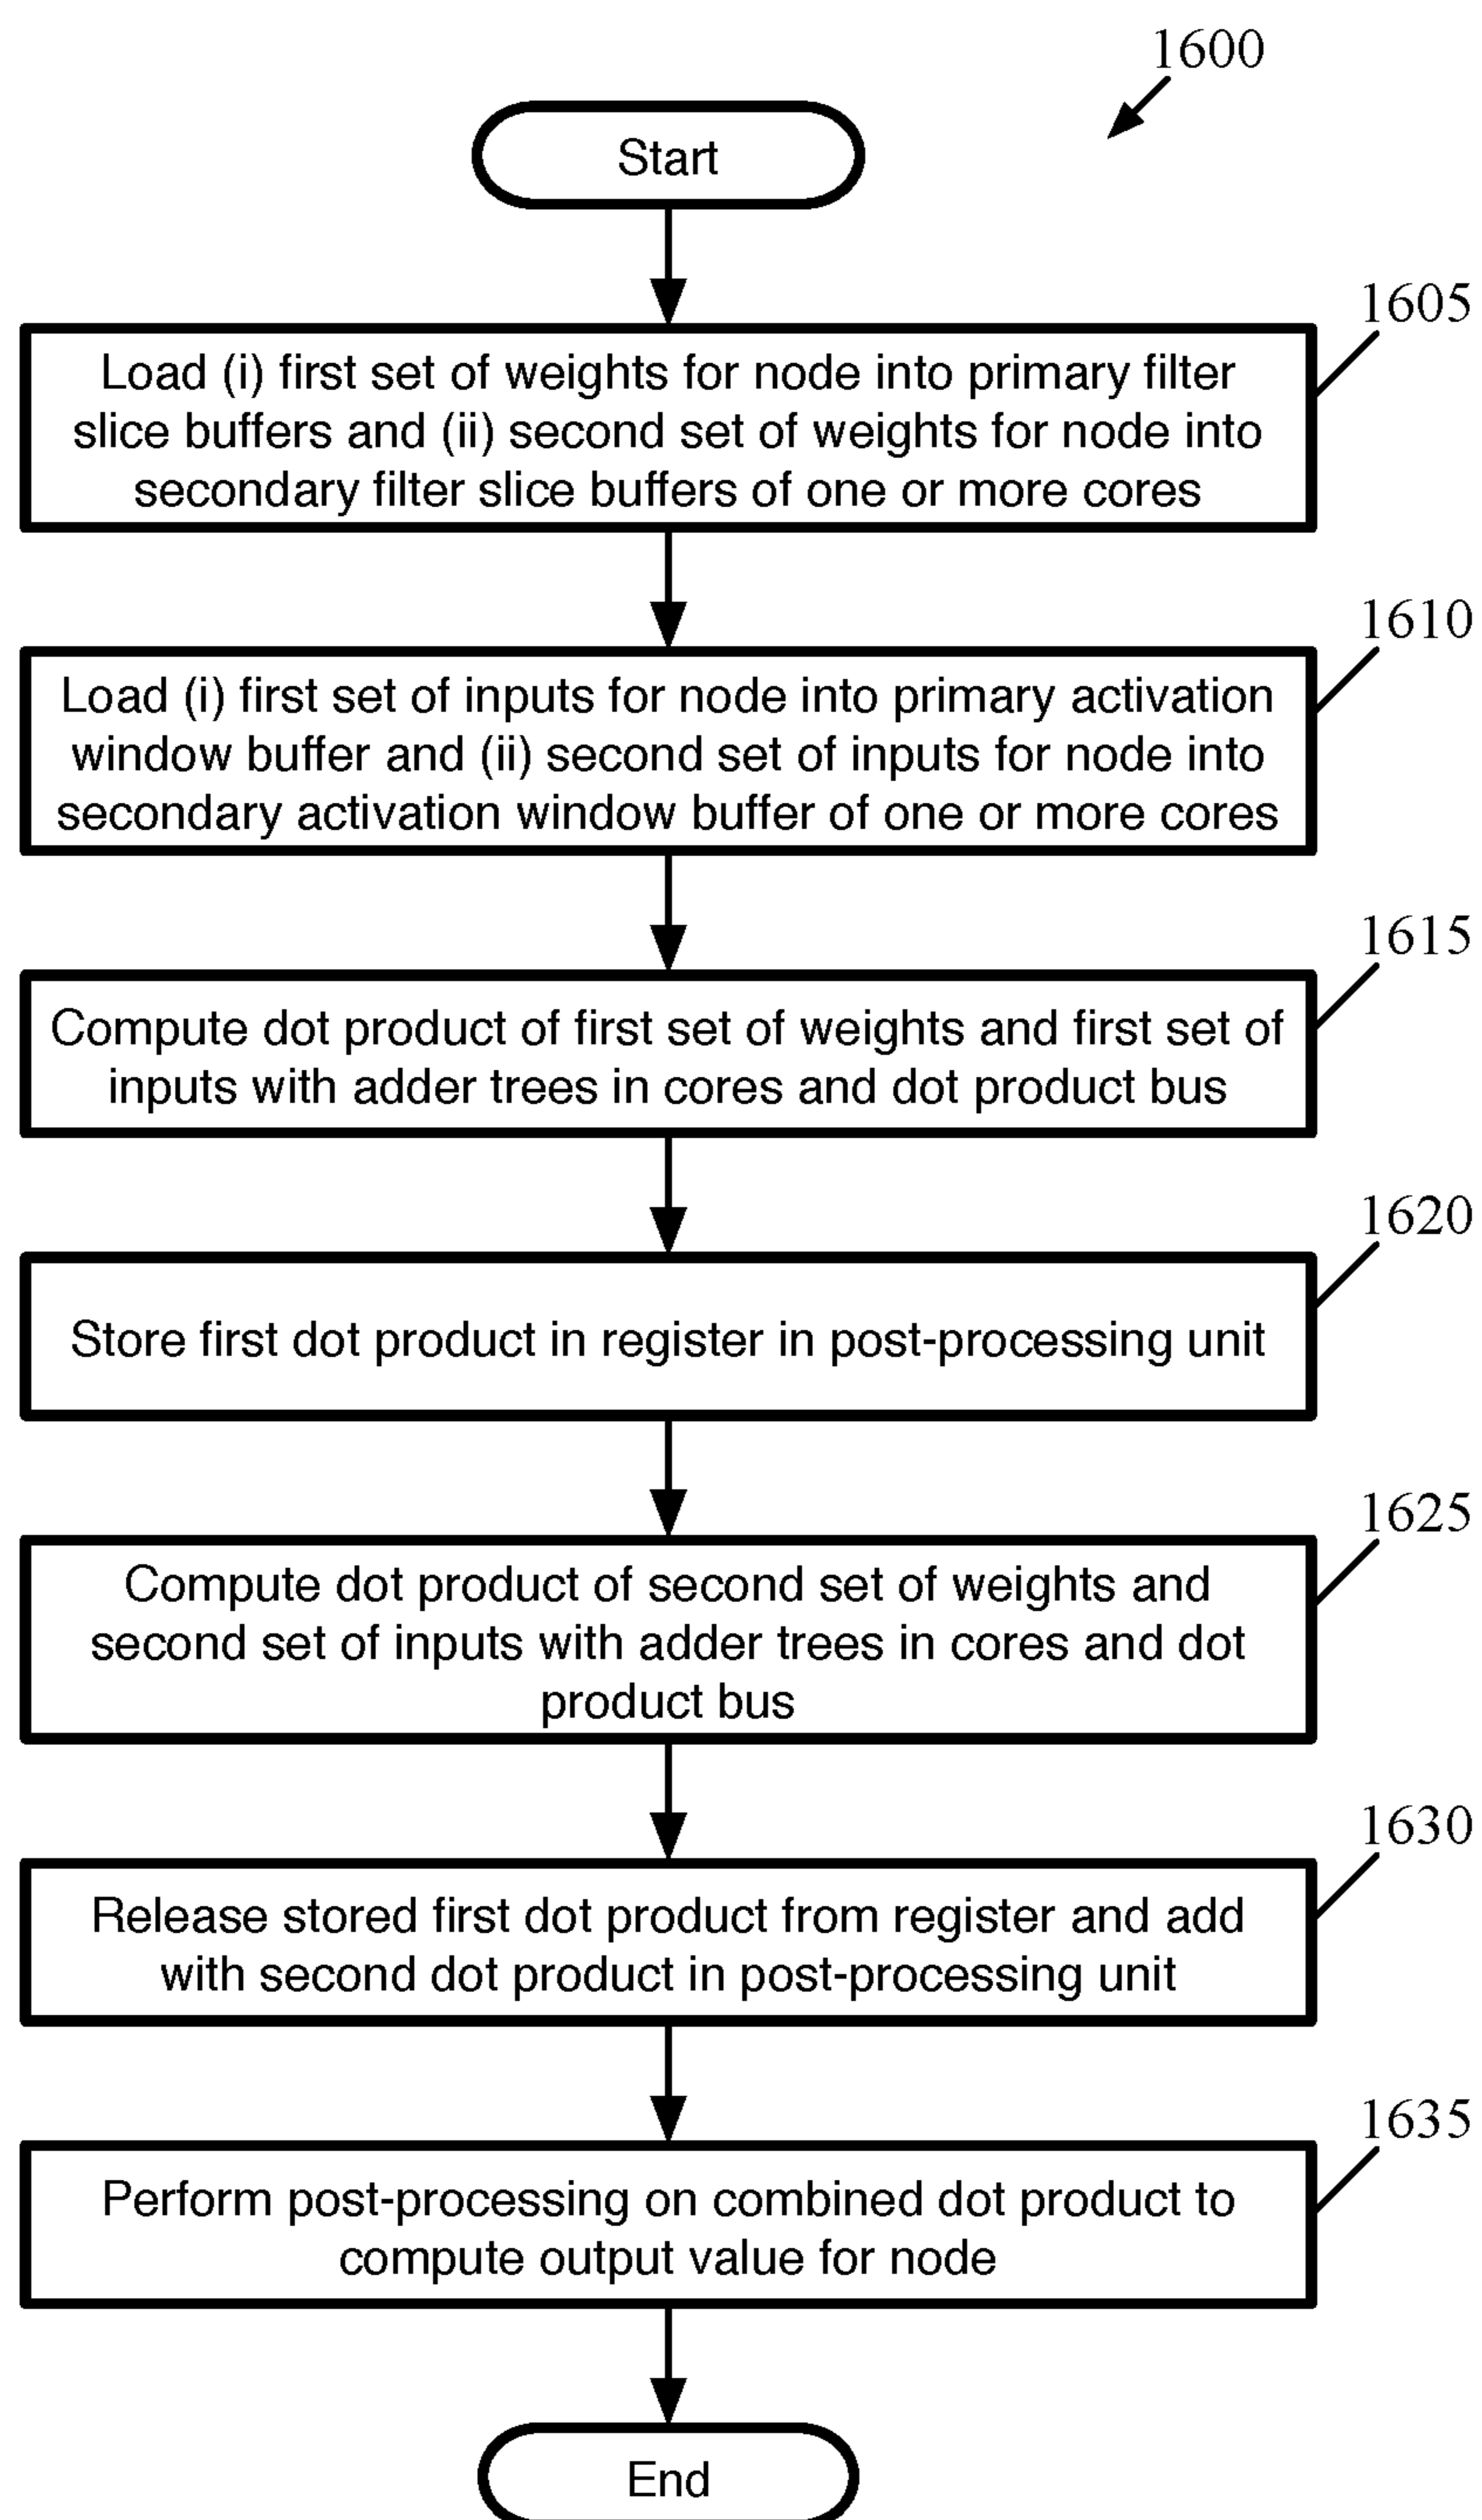 1600
Start
1605
Load (i) first set of weights for node into primary filter
slice buffers and (ii) second set of weights for node into
secondary filter slice buffers of one or more cores
1610
Load (i) first set of inputs for node into primary activation
window buffer and (ii) second set of inputs for node into
secondary activation window buffer of one or more cores
1615
Compute dot product of first set of weights and first set of
inputs with adder trees in cores and dot product bus
1620
Store first dot product in register in post-processing unit
1625
Compute dot product of second set of weights and
second set of inputs with adder trees in cores and dot
product bus
1630
Release stored first dot product from register and add
with second dot product in post-processing unit
1635
Perform post-processing on combined dot product to
compute output value for node
End